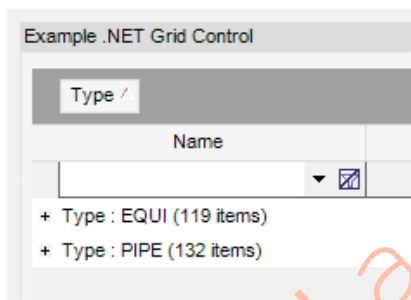 Example .NET Grid Control
Type
Name
+ Type : EQUI (119 items)
+ Type : PIPE (132 items)